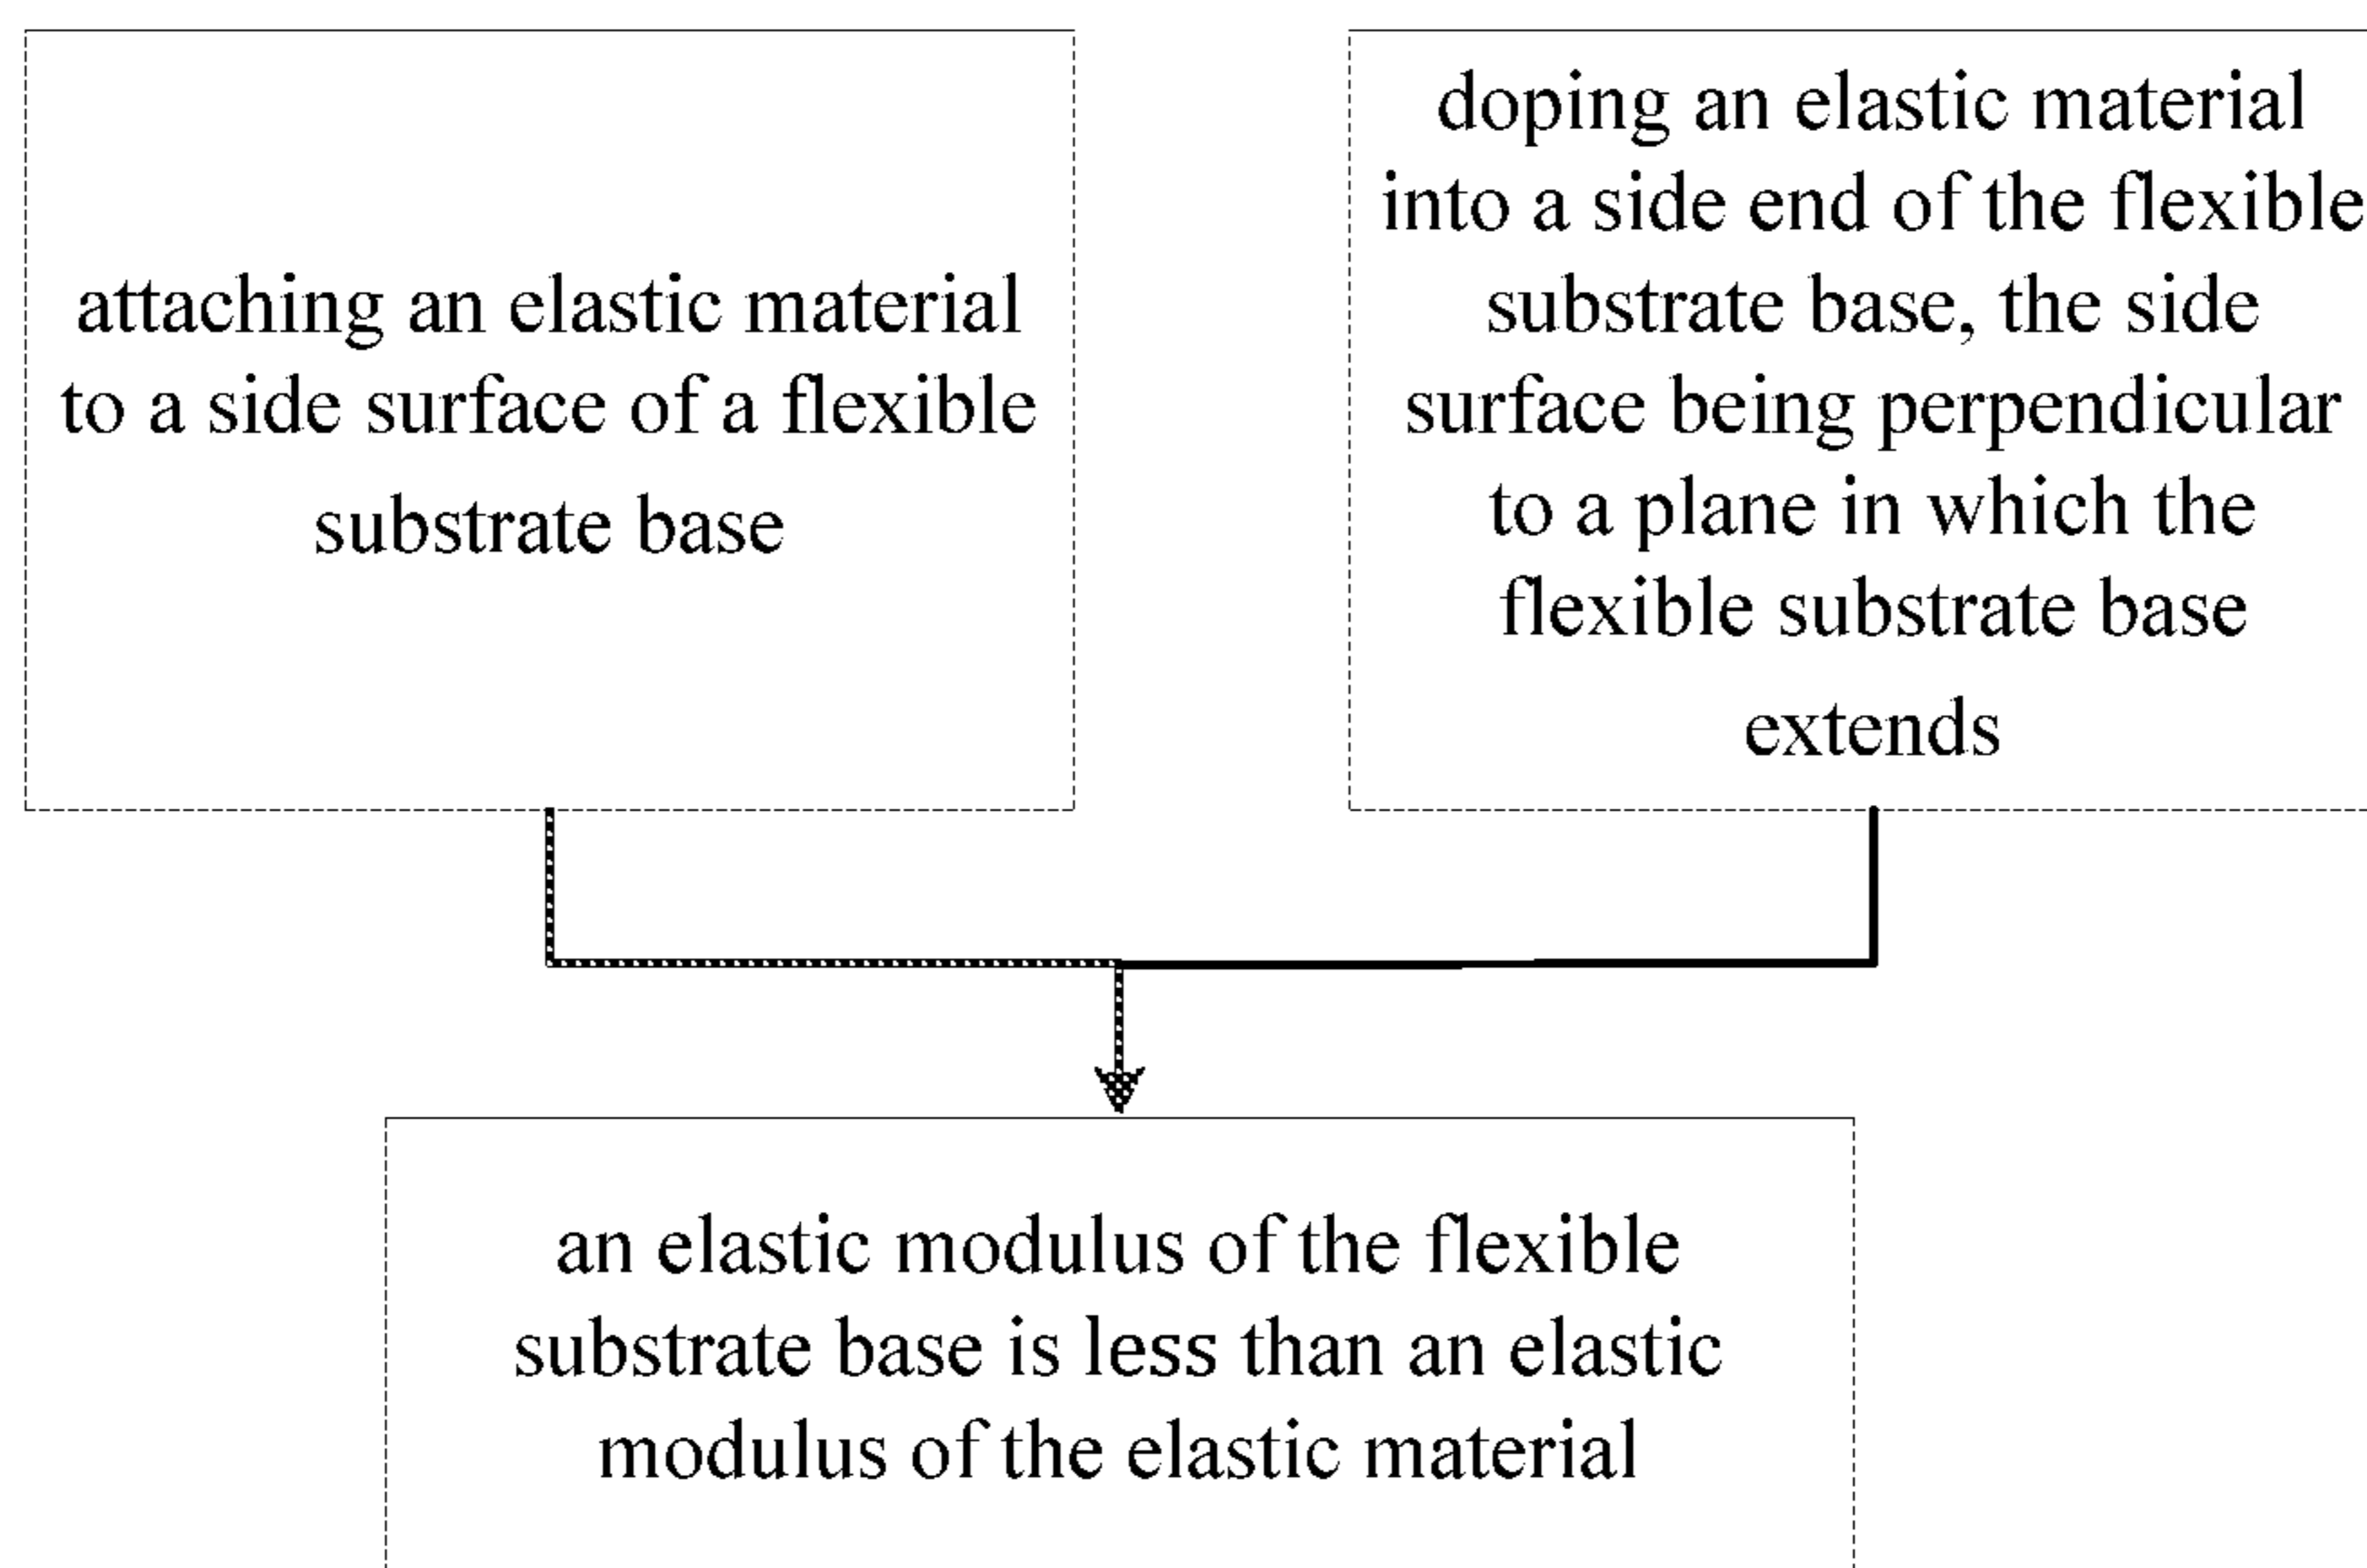 attaching an elastic material
to a side surface of a flexible
substrate base
doping an elastic material
into a side end of the flexible
substrate base, the side
surface being perpendicular
to a plane in which the
flexible substrate base
extends
an elastic modulus of the flexible
substrate base is less than an elastic
modulus of the elastic material